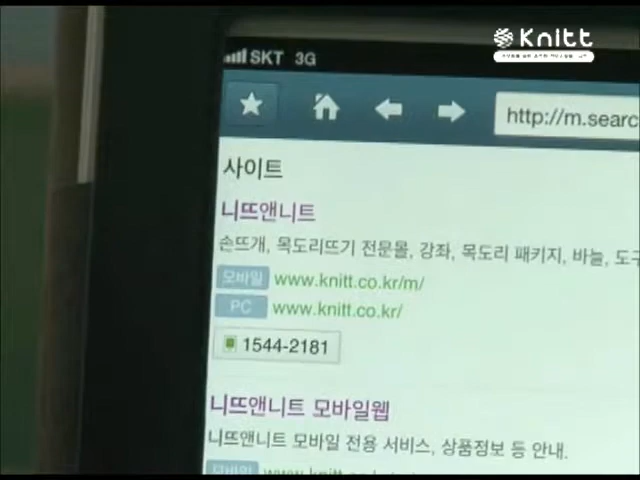 Knitt
SKT 3G
http://m.searc
사이트
니뜨앤니트
손뜨개, 목도리뜨기 전문몰, 강좌, 목도리 패키지, 바늘, 도구
모바일 www.knitt.co.kr/m/
PC www.knitt.co.kr/
1544-2181
니뜨앤니트 모바일웹
니뜨앤니트 모바일 전용 서비스, 상품정보 등 안내.
모바일